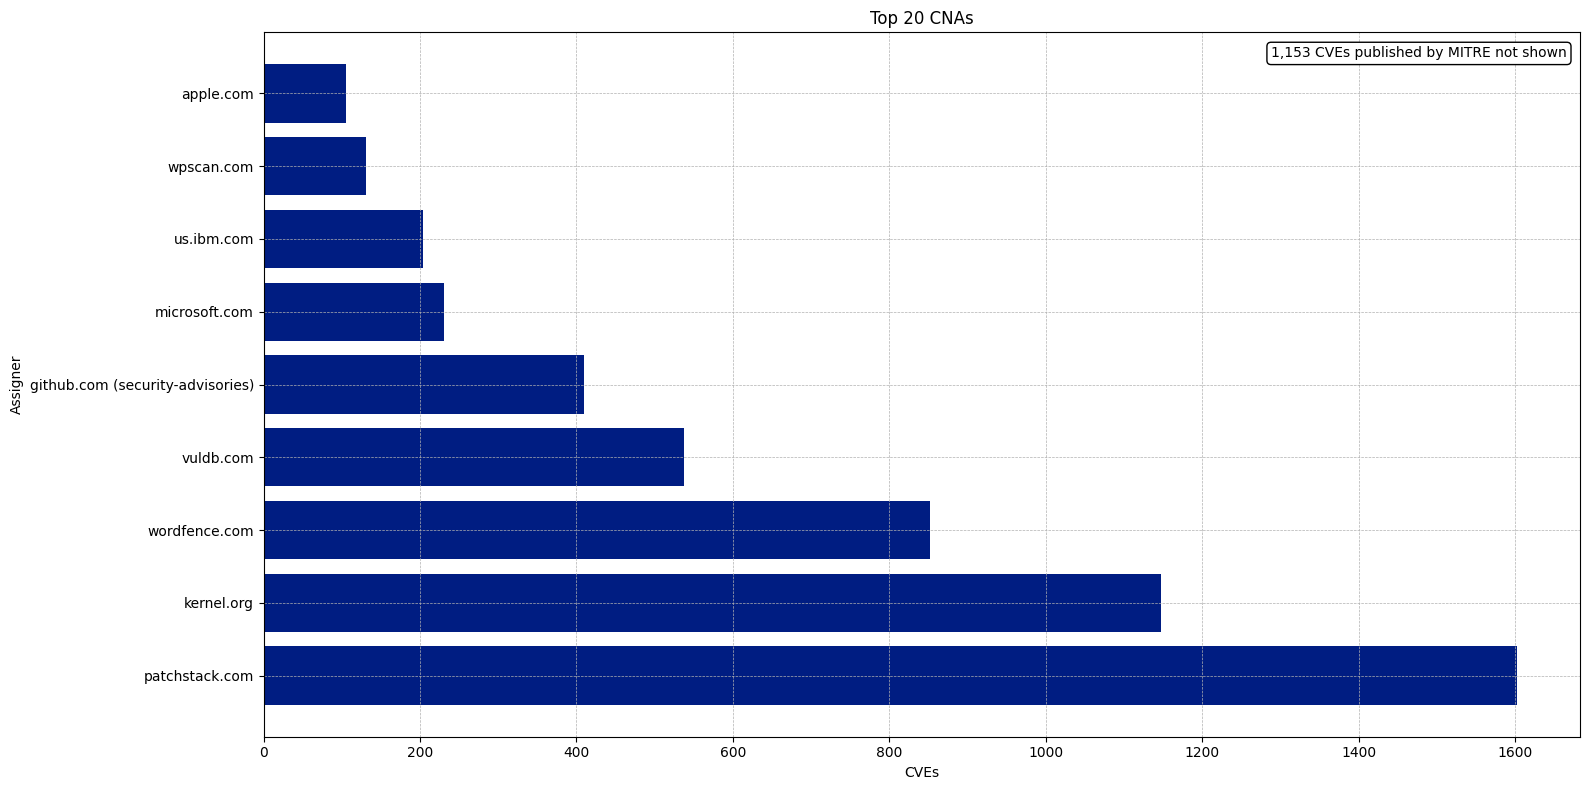 Top 20 CNAs
1,153 CVEs published by MITRE not shown
apple.com
wpscan.com
us.ibm.com
microsoft.com
github.com (security-advisories)
vuldb.com
wordfence.com
kernel.org
patchstack.com
Assigner
0 200 400 600 800 1000 1200 1400 1600
CVEs